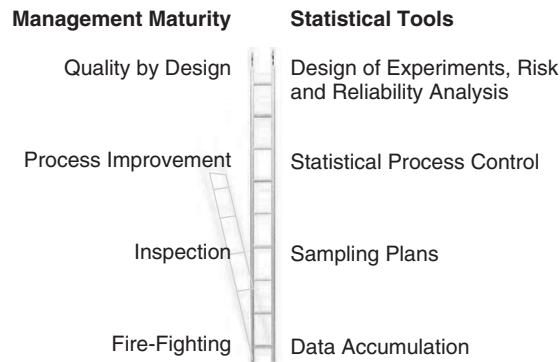 Management Maturity Statistical Tools
Quality by Design Design of Experiments, Risk
and Reliability Analysis
Process Improvement Statistical Process Control
Inspection Sampling Plans
Fire-Fighting Data Accumulation